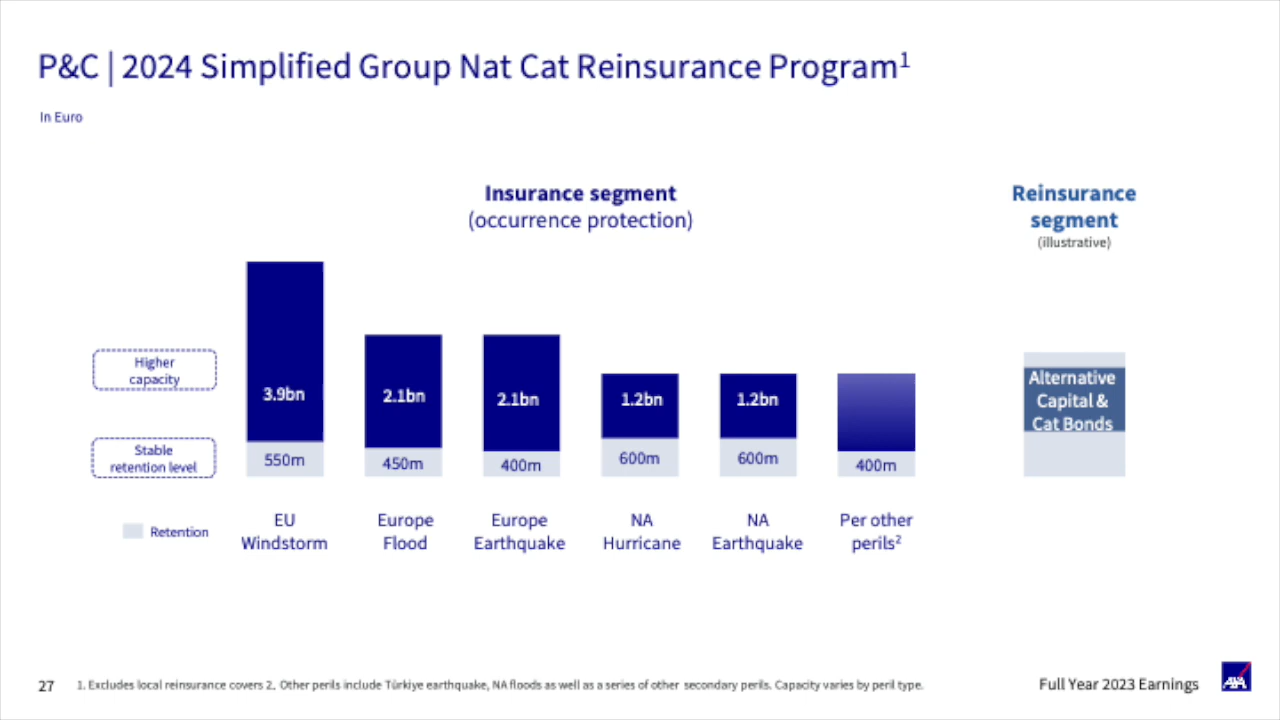 P&C | 2024 Simplified Group Nat Cat Reinsurance Program¹
In Euro
Insurance segment
(occurrence protection)
Reinsurance
segment
(illustrative)
Higher
capacity
Stable
retention level
Retention
3.9bn
550m
EU
Windstorm
2.1bn
450m
Europe
Flood
2.1bn
400m
Europe
Earthquake
1.2bn
600m
NA
Hurricane
1.2bn
600m
NA
Earthquake
400m
Per other
perils²
Alternative
Capital &
Cat Bonds
27
1. Excludes local reinsurance covers 2. Other perils include Türkiye earthquake, NA floods as well as a series of other secondary perils. Capacity varies by peril type.
Full Year 2023 Earnings
AXA